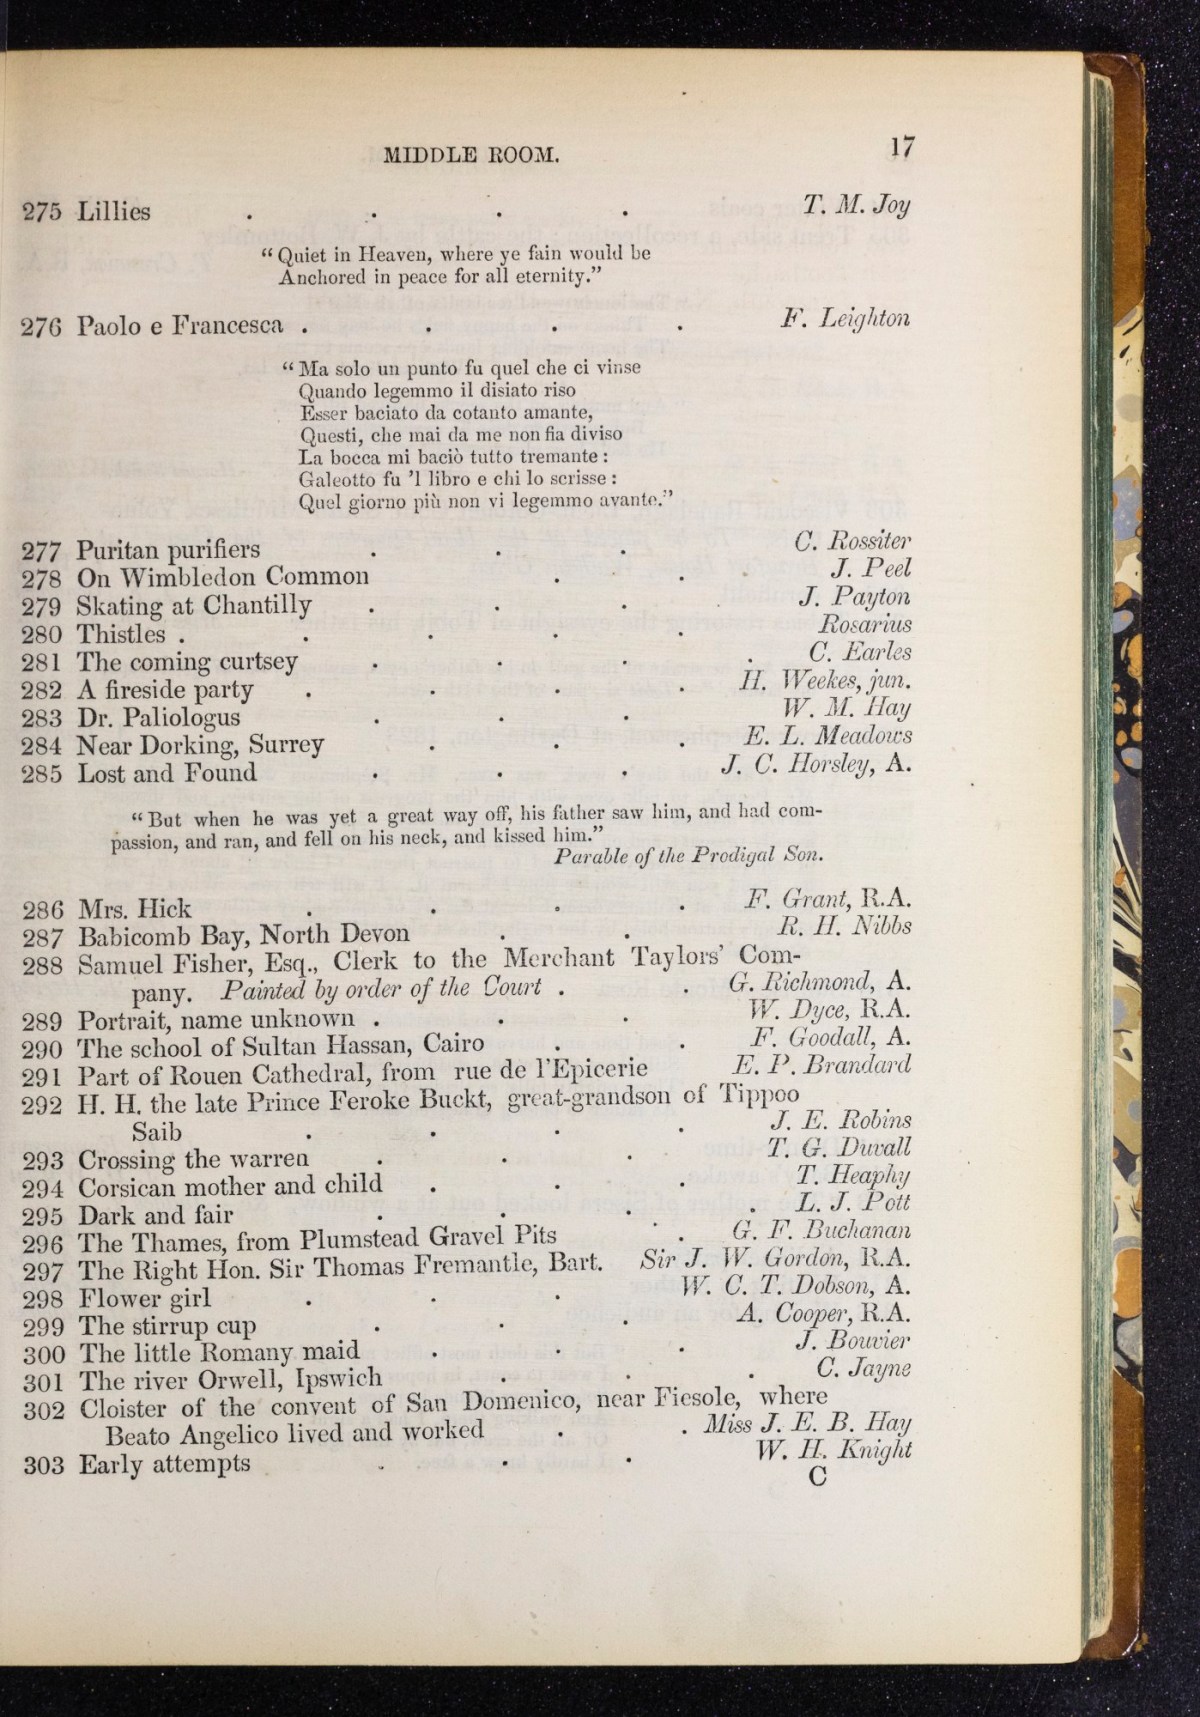 MIDDLE ROOM. 17
275 Lillies . . . . T. M. Joy
“Quiet in Heaven, where ye fain would be
Anchored in peace for all eternity.”
276 Paolo e Francesca . . . . F. Leighton
“Ma solo un punto fu quel che ci vinse
Quando legemmo il disiato riso
Esser baciato da cotanto amante,
Questi, che mai da me non fia diviso
La bocca mi baciò tutto tremante :
Galeotto fu ’l libro e chi lo scrisse :
Quel giorno più non vi legemmo avante.”
277 Puritan purifiers . . . C. Rossiter
278 On Wimbledon Common . . J. Peel
279 Skating at Chantilly . . . J. Payton
280 Thistles . . . . . Rosarius
281 The coming curtsey . . . . C. Earles
282 A fireside party . . . . H. Weekes, jun.
283 Dr. Paliologus . . . W. M. Hay
284 Near Dorking, Surrey . . . E. L. Meadows
285 Lost and Found . . . J. C. Horsley, A.
“But when he was yet a great way off, his father saw him, and had com-
passion, and ran, and fell on his neck, and kissed him.”
Parable of the Prodigal Son.
286 Mrs. Hick . . . . F. Grant, R.A.
287 Babicomb Bay, North Devon . . R. H. Nibbs
288 Samuel Fisher, Esq., Clerk to the Merchant Taylors’ Com-
pany. Painted by order of the Court . . G. Richmond, A.
289 Portrait, name unknown . . . W. Dyce, R.A.
290 The school of Sultan Hassan, Cairo . . F. Goodall, A.
291 Part of Rouen Cathedral, from rue de l’Epicerie E. P. Brandard
292 H. H. the late Prince Feroke Buckt, great-grandson of Tippoo
Saib . . . . J. E. Robins
293 Crossing the warren . . . T. G. Duvall
294 Corsican mother and child . . . T. Heaphy
295 Dark and fair . . . . L. J. Pott
296 The Thames, from Plumstead Gravel Pits . G. F. Buchanan
297 The Right Hon. Sir Thomas Fremantle, Bart. Sir J. W. Gordon, R.A.
298 Flower girl . . . W. C. T. Dobson, A.
299 The stirrup cup . . . A. Cooper, R.A.
300 The little Romany maid . . . J. Bouvier
301 The river Orwell, Ipswich . . . C. Jayne
302 Cloister of the convent of San Domenico, near Fiesole, where
Beato Angelico lived and worked . . Miss J. E. B. Hay
303 Early attempts . . . W. H. Knight
C